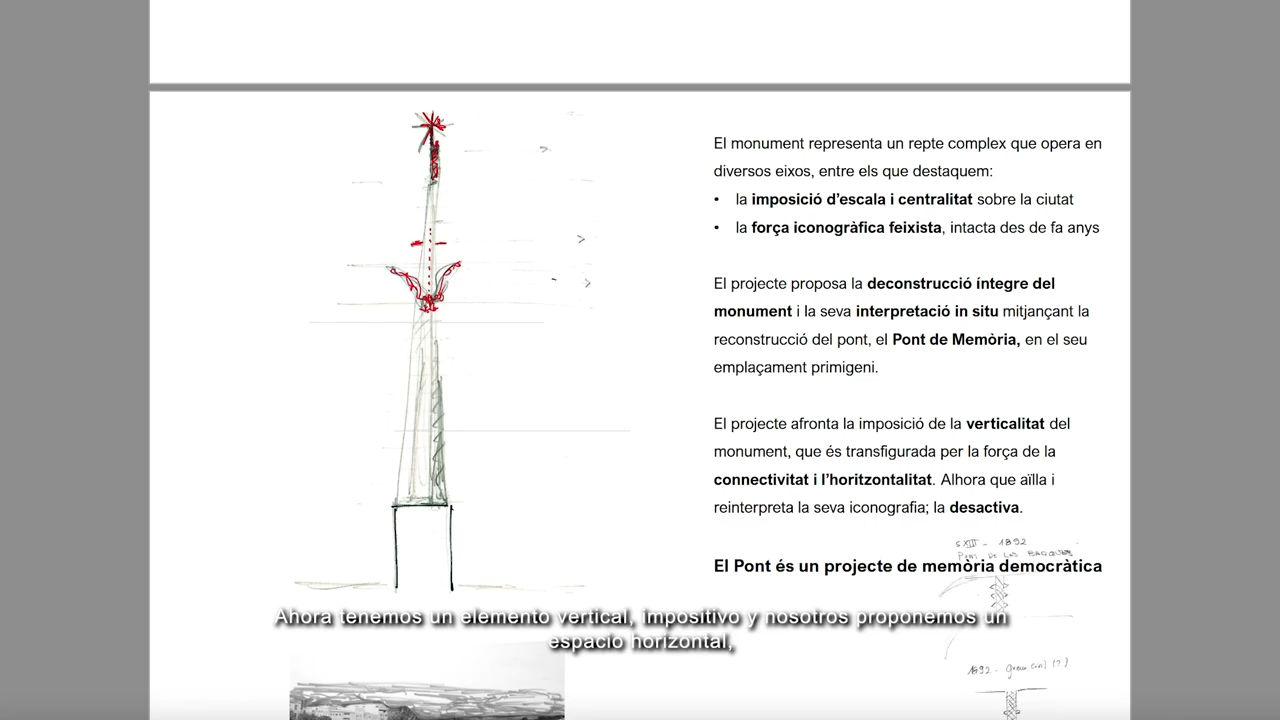 El monument representa un repte complex que opera en
diversos eixos, entre els que destaquem:
• la imposició d'escala i centralitat sobre la ciutat
• la força iconogràfica feixista, intacta des de fa anys
El projecte proposa la deconstrucció íntegre del
monument i la seva interpretació in situ mitjançant la
reconstrucció del pont, el Pont de Memòria, en el seu
emplaçament primigeni.
El projecte afronta la imposició de la verticalitat del
monument, que és transfigurada per la força de la
connectivitat i l'horitzontalitat. Alhora que aïlla i
reinterpreta la seva iconografia; la desactiva.
S XIII - 1892
PONT DE LES
El Pont és un projecte de memòria democràtica
Ahora tenemos un elemento vertical, impositivo y nosotros proponemos un
espacio horizontal,
1892 - guerra civil (?)